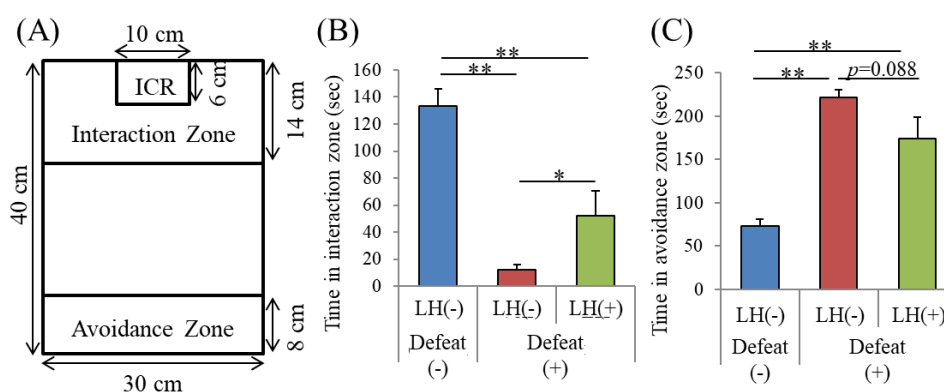 (A)
10 cm
ICR
6 cm
Interaction Zone
14 cm
40 cm
Avoidance Zone
8 cm
30 cm
(B)
Time in interaction zone (sec)
160
140
120
100
80
60
40
20
0
**
**
*
LH(-) LH(-) LH(+)
Defeat Defeat
(-) (+)
(C)
Time in avoidance zone (sec)
250
200
150
100
50
0
**
**
p=0.088
LH(-) LH(-) LH(+)
Defeat Defeat
(-) (+)